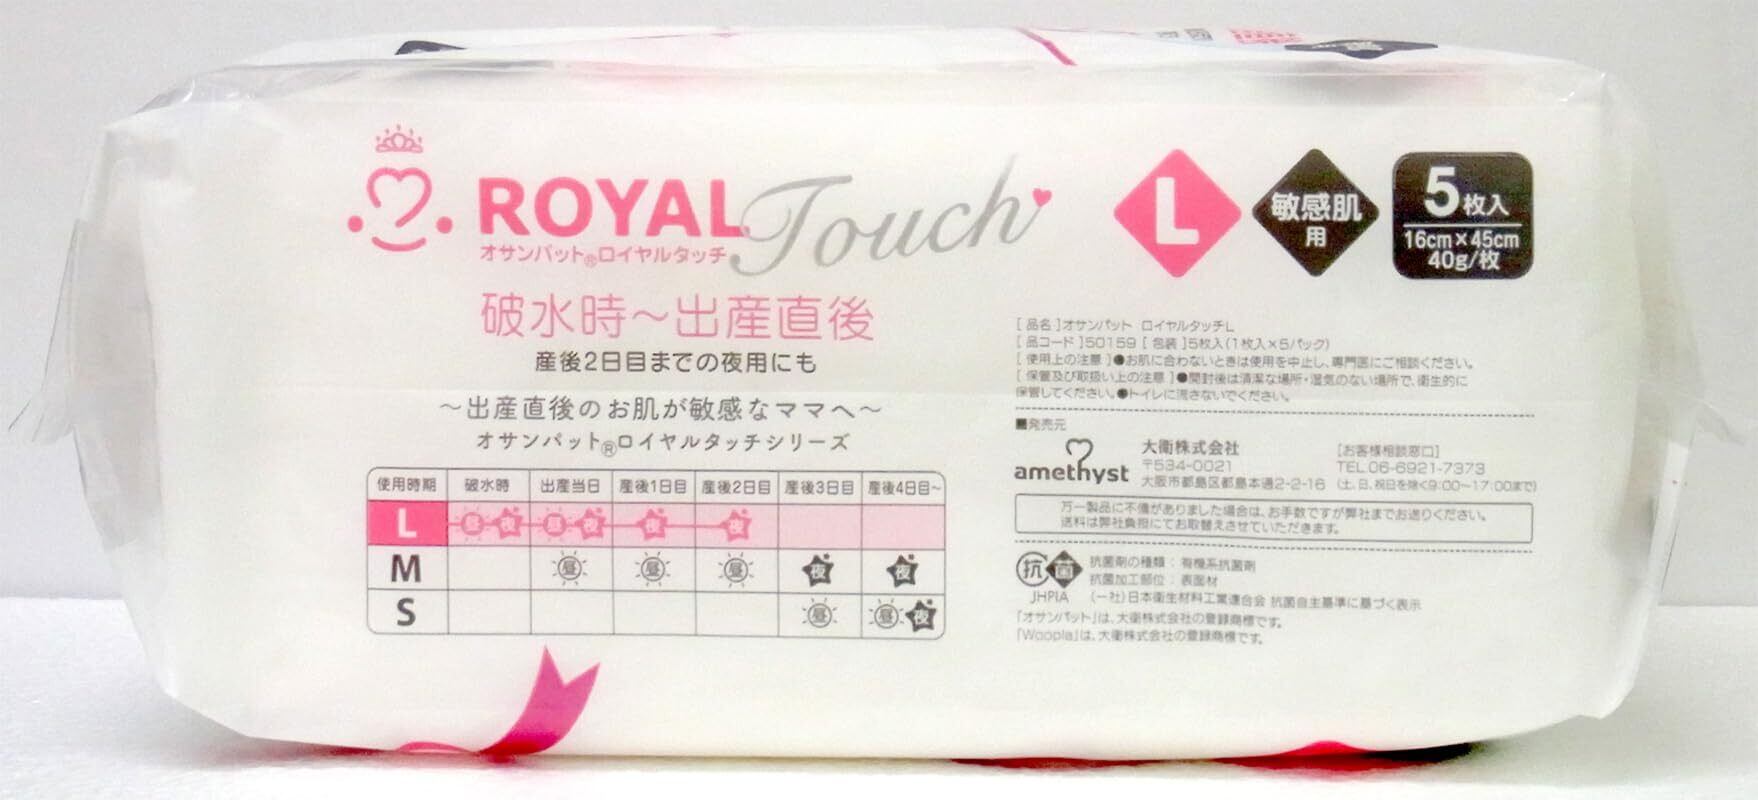 ROYAL Touch
オサンパット®ロイヤルタッチ
破水時～出産直後
産後2日目までの夜用にも
～出産直後のお肌が敏感なママへ～
オサンパット®ロイヤルタッチシリーズ
使用時期 破水時 出産当日 産後1日目 産後2日目 産後3日目 産後4日目～
L 昼 夜 昼 夜 夜 夜
M 昼 昼 昼 夜 夜
S 昼 昼 夜
L
敏感肌
用
5枚入
16cm×45cm
40g/枚
[ 品名 ]オサンパット ロイヤルタッチL
[ 品コード ]50159 [ 包装 ]5枚入(1枚入×5パック)
[ 使用上の注意 ]●お肌に合わないときは使用を中止し、専門医にご相談ください。
[ 保管及び取扱い上の注意 ]●開封後は清潔な場所・湿気のない場所で、衛生的に
保管してください。●トイレに流さないでください。
■発売元
amethyst
大衛株式会社
〒534-0021
大阪市都島区都島本通2-2-16
[お客様相談窓口]
TEL.06-6921-7373
(土、日、祝日を除く9:00～17:00まで)
万一製品に不備がありました場合は、お手数ですが弊社までお送りください。
送料は弊社負担にてお取替えさせていただきます。
抗菌
JHPIA
抗菌剤の種類：有機系抗菌剤
抗菌加工部位：表面材
(一社)日本衛生材料工業連合会 抗菌自主基準に基づく表示
「オサンパット」は、大衛株式会社の登録商標です。
「Woopla」は、大衛株式会社の登録商標です。